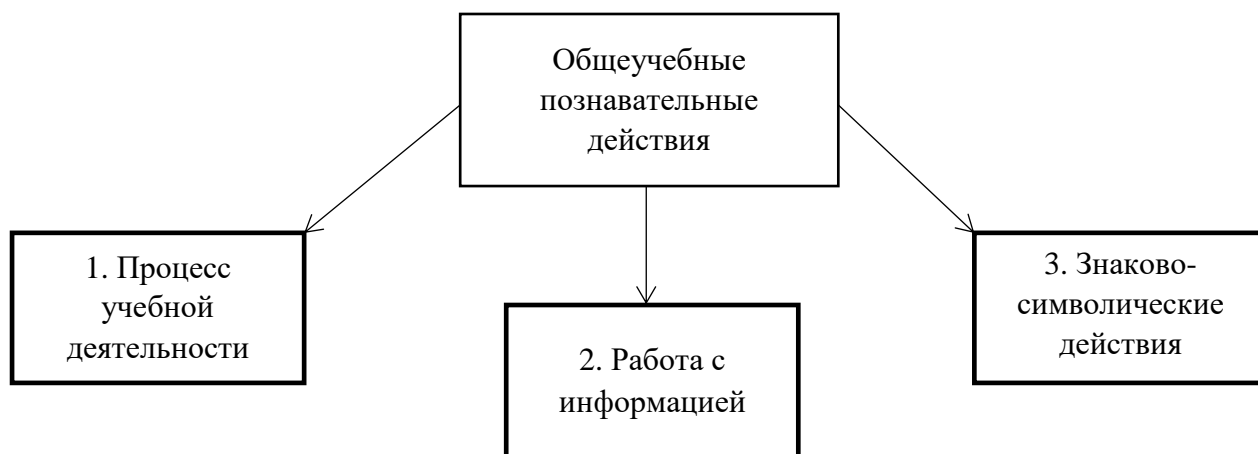 Общеучебные
познавательные
действия
1. Процесс
учебной
деятельности
2. Работа с
информацией
3. Знаково-
символические
действия